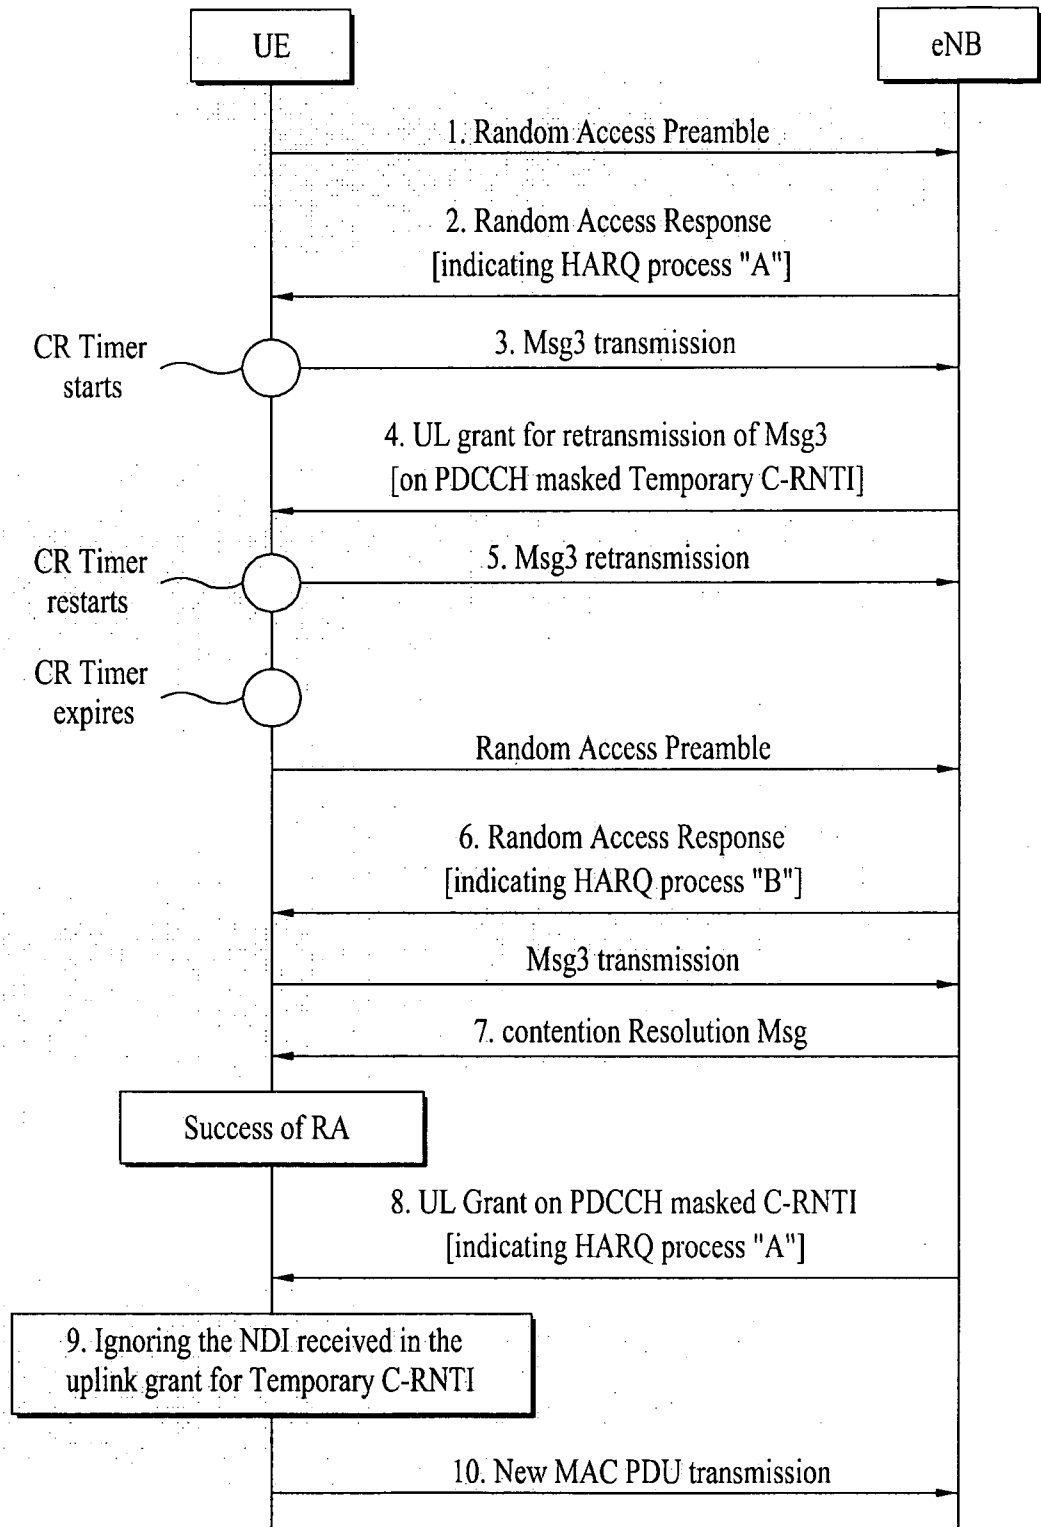 UE
eNB
1. Random Access Preamble
2. Random Access Response
[indicating HARQ process "A"]
CR Timer
starts
3. Msg3 transmission
4. UL grant for retransmission of Msg3
[on PDCCH masked Temporary C-RNTI]
CR Timer
restarts
5. Msg3 retransmission
CR Timer
expires
Random Access Preamble
6. Random Access Response
[indicating HARQ process "B"]
Msg3 transmission
7. contention Resolution Msg
Success of RA
8. UL Grant on PDCCH masked C-RNTI
[indicating HARQ process "A"]
9. Ignoring the NDI received in the
uplink grant for Temporary C-RNTI
10. New MAC PDU transmission